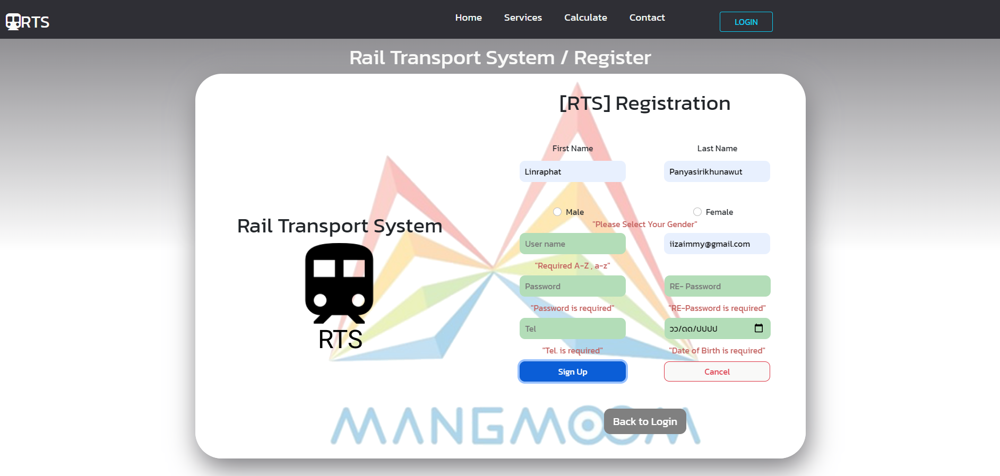 RTS
Home Services Calculate Contact LOGIN
Rail Transport System / Register
[RTS] Registration
First Name Last Name
Linraphat Panyasirikhunawut
Male Female
"Please Select Your Gender"
User name iizaimmy@gmail.com
"Required A-Z , a-z"
Password RE- Password
"Password is required" "RE-Password is required"
Tel วว/ดด/ปปปป
"Tel. is required" "Date of Birth is required"
Sign Up Cancel
Back to Login
Rail Transport System
RTS
MANGMOOM